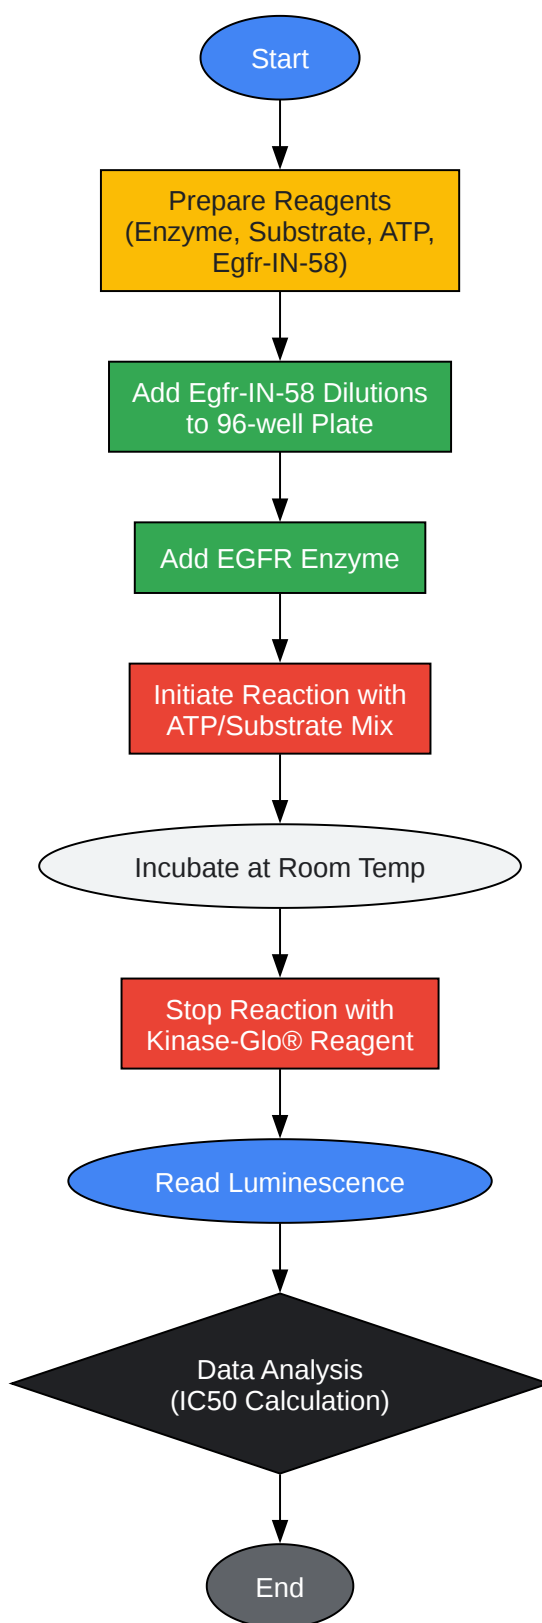 Start
Prepare Reagents
(Enzyme, Substrate, ATP,
Egfr-IN-58)
Add Egfr-IN-58 Dilutions
to 96-well Plate
Add EGFR Enzyme
Initiate Reaction with
ATP/Substrate Mix
Incubate at Room Temp
Stop Reaction with
Kinase-Glo® Reagent
Read Luminescence
Data Analysis
(IC50 Calculation)
End